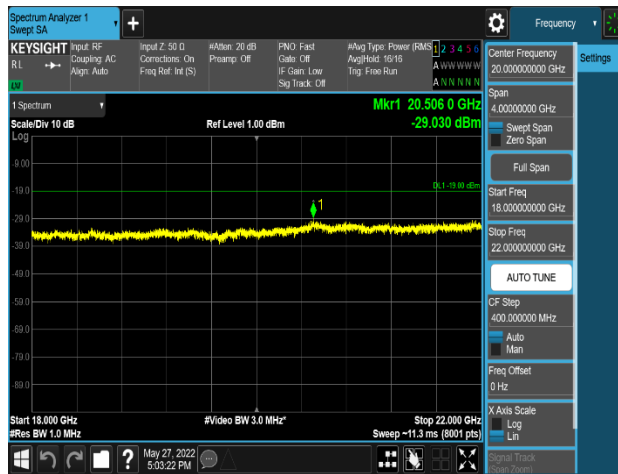 Spectrum Analyzer 1
Swept SA
Frequency
KEYSIGHT
RL
Input: RF
Coupling: AC
Align: Auto
Input Z: 50 Ω
Corrections: On
Freq Ref: Int (S)
#Atten: 20 dB
Preamp: Off
PNO: Fast
Gate: Off
IF Gain: Low
Sig Track: Off
#Avg Type: Power (RMS)
Avg|Hold: 16/16
Trig: Free Run
1 2 3 4 5 6
A W W W W W
A N N N N N
1 Spectrum
Scale/Div 10 dB
Ref Level 1.00 dBm
Mkr1 20.506 0 GHz
-29.030 dBm
Log
-9.00
-19.0
-29.0
-39.0
-49.0
-59.0
-69.0
-79.0
-89.0
DL1 -19.00 dBm
1
Start 18.000 GHz
#Res BW 1.0 MHz
#Video BW 3.0 MHz*
Stop 22.000 GHz
Sweep ~11.3 ms (8001 pts)
?
May 27, 2022
5:03:22 PM
Center Frequency
20.000000000 GHz
Settings
Span
4.00000000 GHz
Swept Span
Zero Span
Full Span
Start Freq
18.000000000 GHz
Stop Freq
22.000000000 GHz
AUTO TUNE
CF Step
400.000000 MHz
Auto
Man
Freq Offset
0 Hz
X Axis Scale
Log
Lin
Signal Track
(Span Zoom)